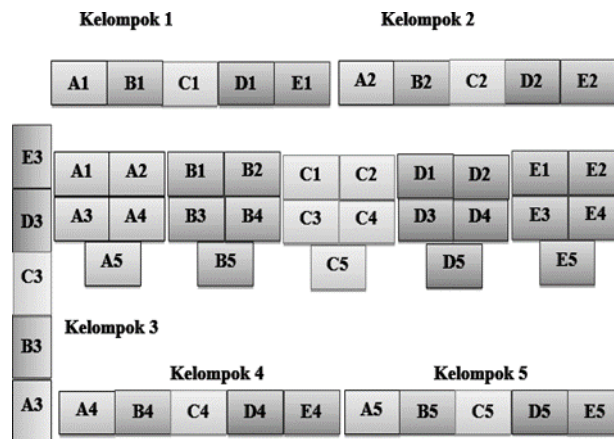 Kelompok 1 Kelompok 2
A1 B1 C1 D1 E1 A2 B2 C2 D2 E2
E3
D3
C3
B3
A3
A1 A2 B1 B2 C1 C2 D1 D2 E1 E2
A3 A4 B3 B4 C3 C4 D3 D4 E3 E4
A5 B5 C5 D5 E5
Kelompok 3
Kelompok 4 Kelompok 5
A4 B4 C4 D4 E4 A5 B5 C5 D5 E5